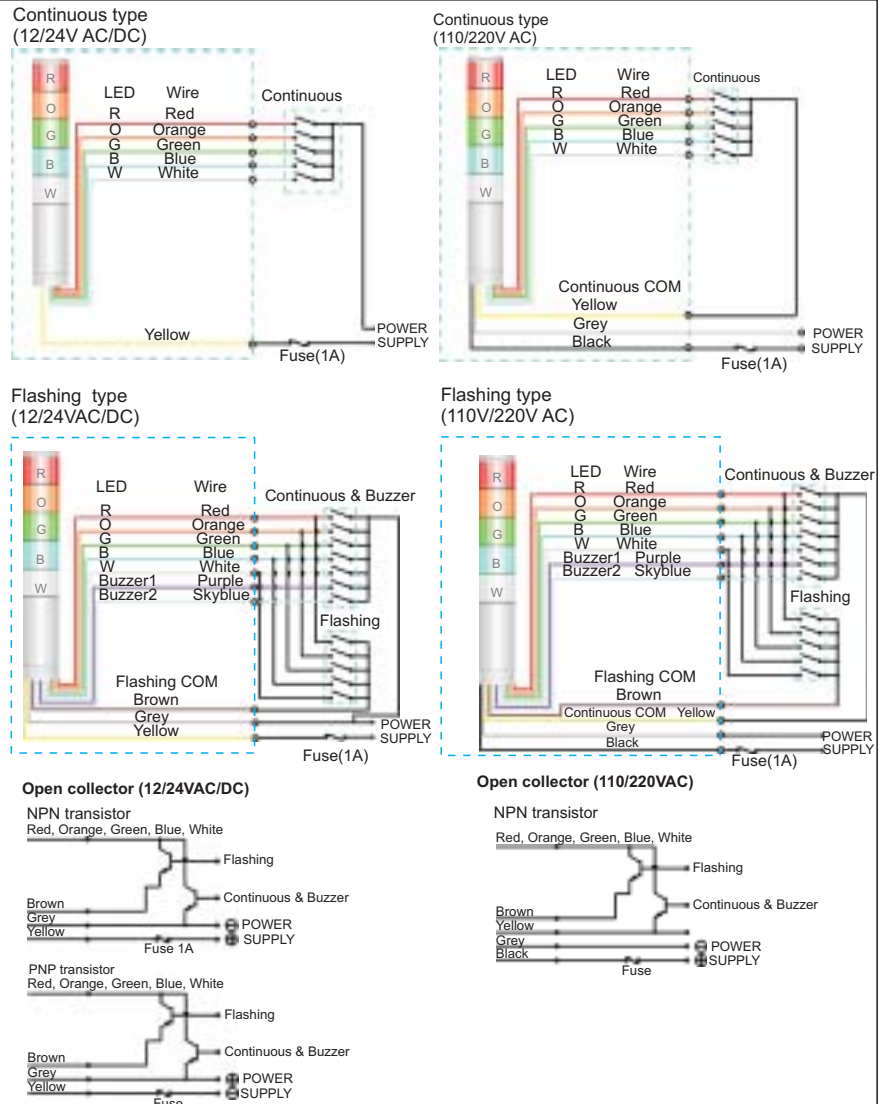 Continuous type
(12/24V AC/DC)
R
O
G
B
W
LED Wire
R Red
O Orange
G Green
B Blue
W White
Continuous
Yellow
POWER
SUPPLY
Fuse(1A)
Continuous type
(110/220V AC)
R
O
G
B
W
LED Wire
R Red
O Orange
G Green
B Blue
W White
Continuous
Continuous COM
Yellow
Grey
Black
POWER
SUPPLY
Fuse(1A)
Flashing type
(12/24VAC/DC)
R
O
G
B
W
LED Wire
R Red
O Orange
G Green
B Blue
W White
Buzzer1 Purple
Buzzer2 Skyblue
Continuous & Buzzer
Flashing
Flashing COM
Brown
Grey
Yellow
POWER
SUPPLY
Fuse(1A)
Flashing type
(110V/220V AC)
R
O
G
B
W
LED Wire
R Red
O Orange
G Green
B Blue
W White
Buzzer1 Purple
Buzzer2 Skyblue
Continuous & Buzzer
Flashing
Flashing COM
Brown
Continuous COM Yellow
Grey
Black
POWER
SUPPLY
Fuse(1A)
Open collector (12/24VAC/DC)
NPN transistor
Red, Orange, Green, Blue, White
Flashing
Continuous & Buzzer
Brown
Grey
Yellow
⊖ POWER
⊕ SUPPLY
Fuse 1A
PNP transistor
Red, Orange, Green, Blue, White
Flashing
Continuous & Buzzer
Brown
Grey
Yellow
⊕ POWER
⊖ SUPPLY
Fuse
Open collector (110/220VAC)
NPN transistor
Red, Orange, Green, Blue, White
Flashing
Continuous & Buzzer
Brown
Yellow
Grey
Black
⊖ POWER
⊕ SUPPLY
Fuse